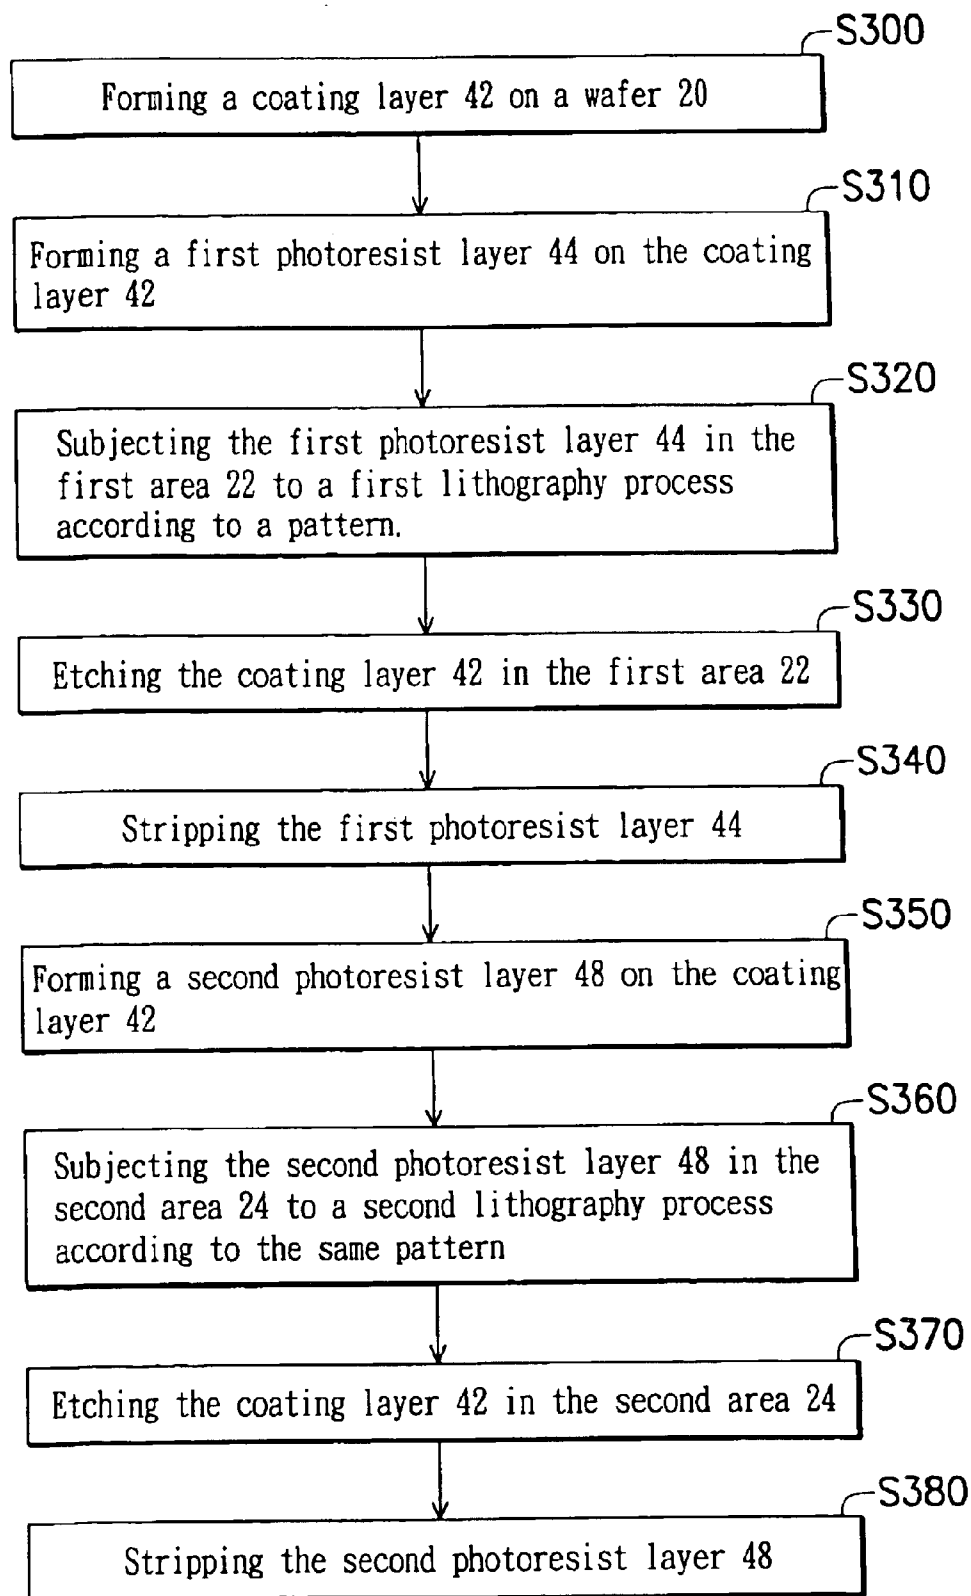 S300
Forming a coating layer 42 on a wafer 20
S310
Forming a first photoresist layer 44 on the coating
layer 42
S320
Subjecting the first photoresist layer 44 in the
first area 22 to a first lithography process
according to a pattern.
S330
Etching the coating layer 42 in the first area 22
S340
Stripping the first photoresist layer 44
S350
Forming a second photoresist layer 48 on the coating
layer 42
S360
Subjecting the second photoresist layer 48 in the
second area 24 to a second lithography process
according to the same pattern
S370
Etching the coating layer 42 in the second area 24
S380
Stripping the second photoresist layer 48